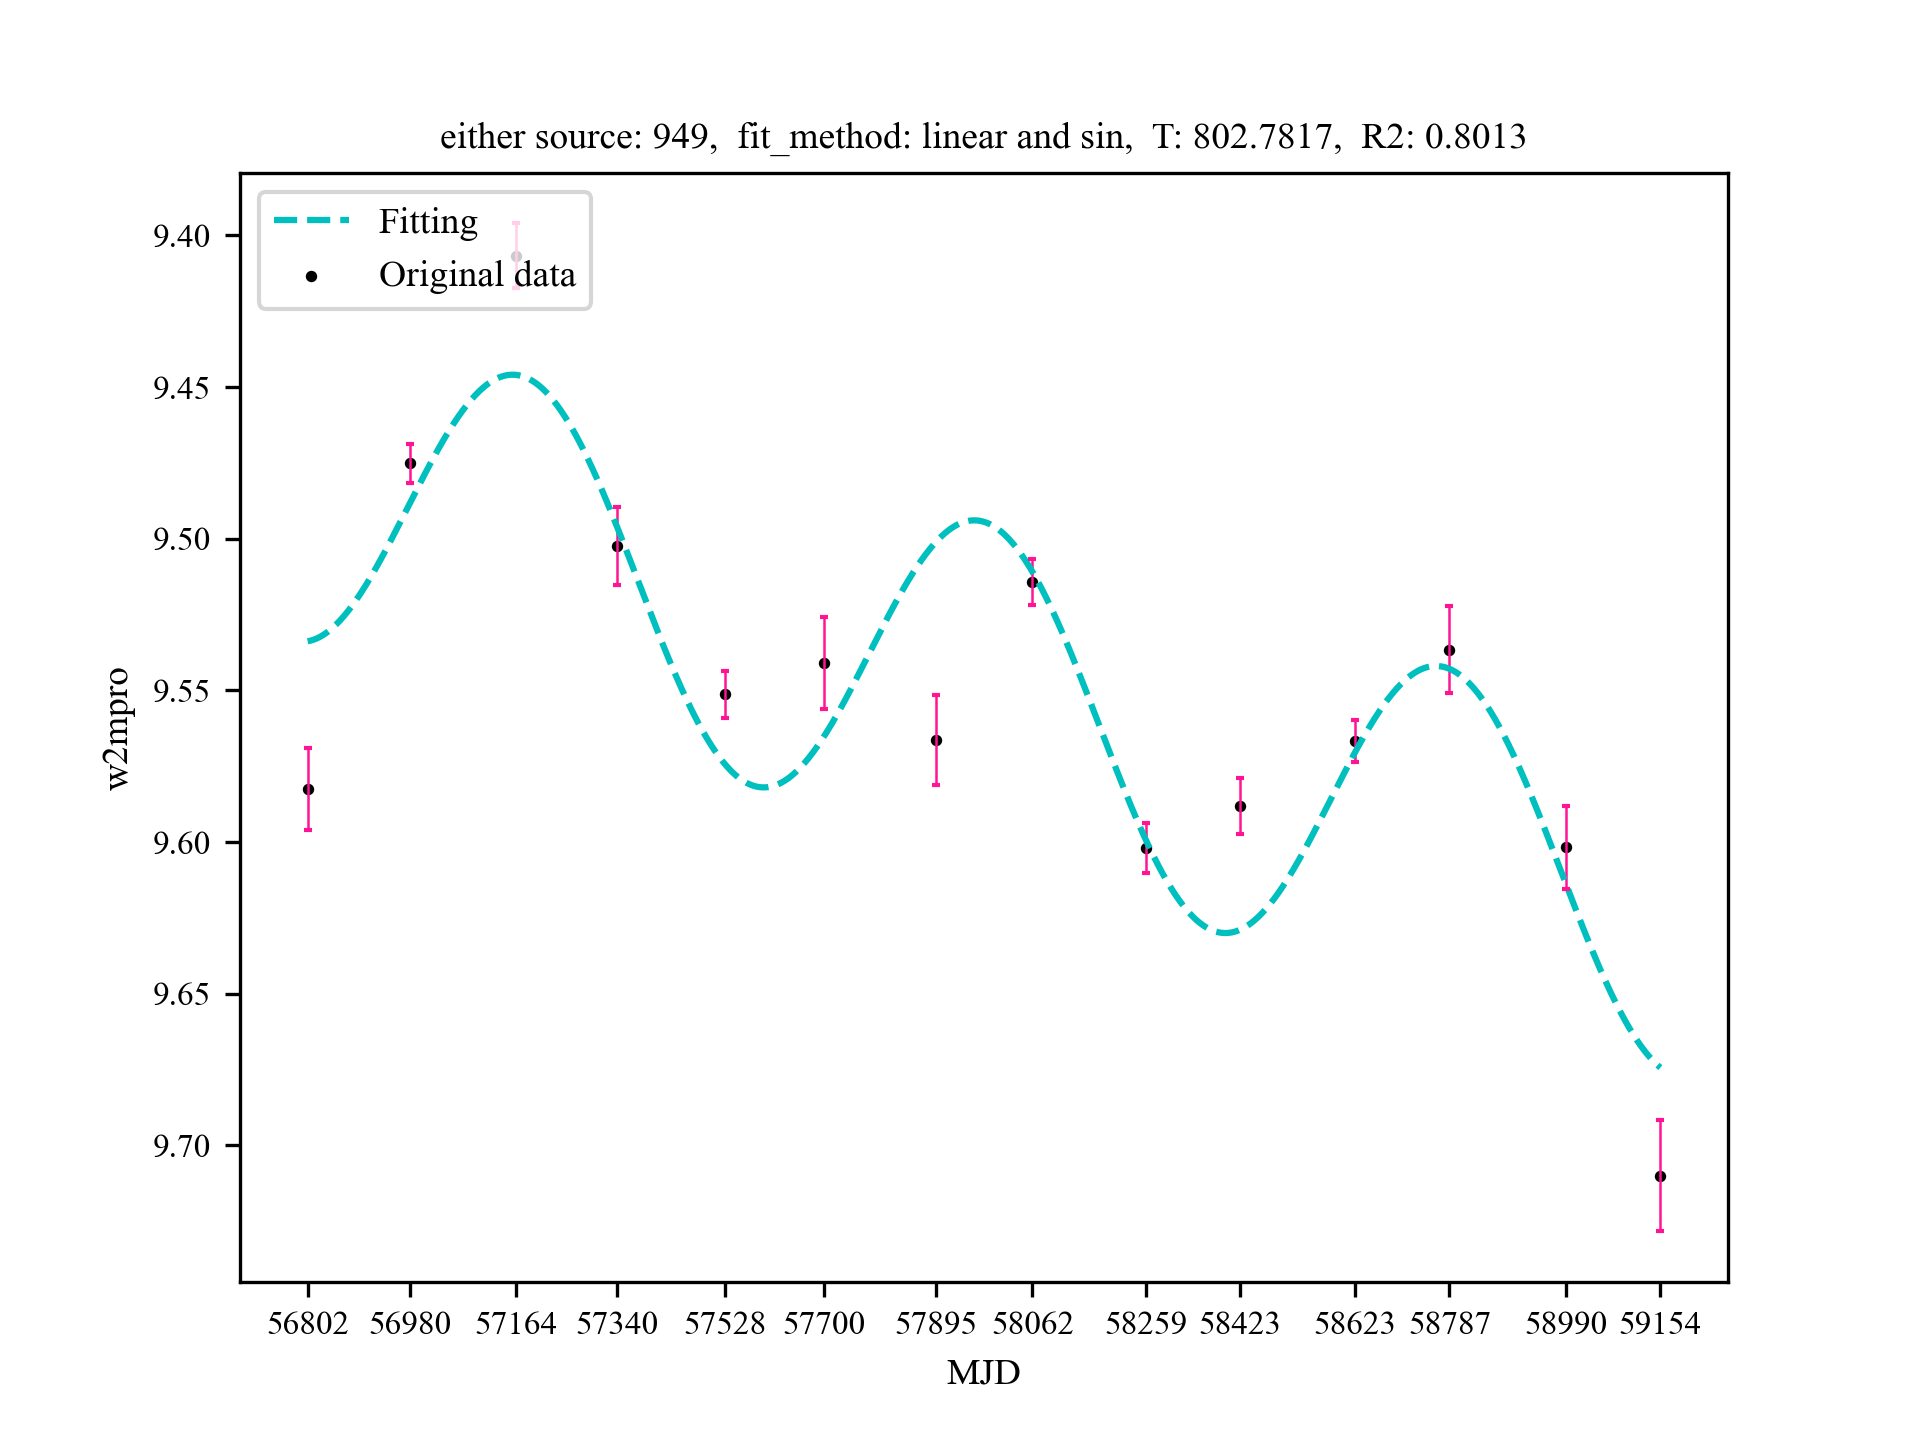 either source: 949,  fit_method: linear and sin,  T: 802.7817,  R2: 0.8013
Fitting
Original data
9.40
9.45
9.50
9.55
9.60
9.65
9.70
w2mpro
56802 56980 57164 57340 57528 57700 57895 58062 58259 58423 58623 58787 58990 59154
MJD